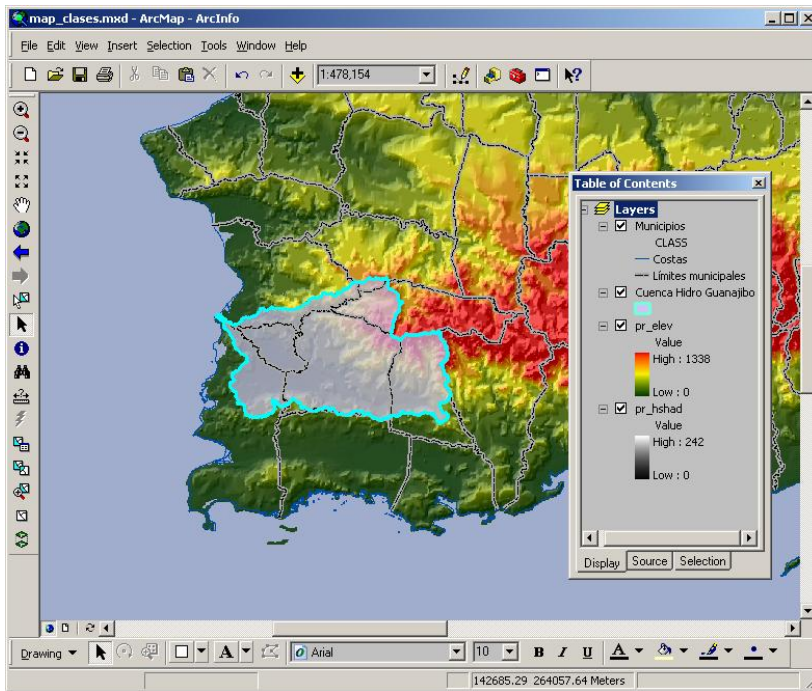 map_clases.mxd - ArcMap - ArcInfo
File Edit View Insert Selection Tools Window Help
1:478,154
Table of Contents
Layers
Municipios
CLASS
Costas
Límites municipales
Cuenca Hidro Guanajibo
pr_elev
Value
High : 1338
Low : 0
pr_hshad
Value
High : 242
Low : 0
Display Source Selection
Drawing A Arial 10 B I U A
142685.29 264057.64 Meters